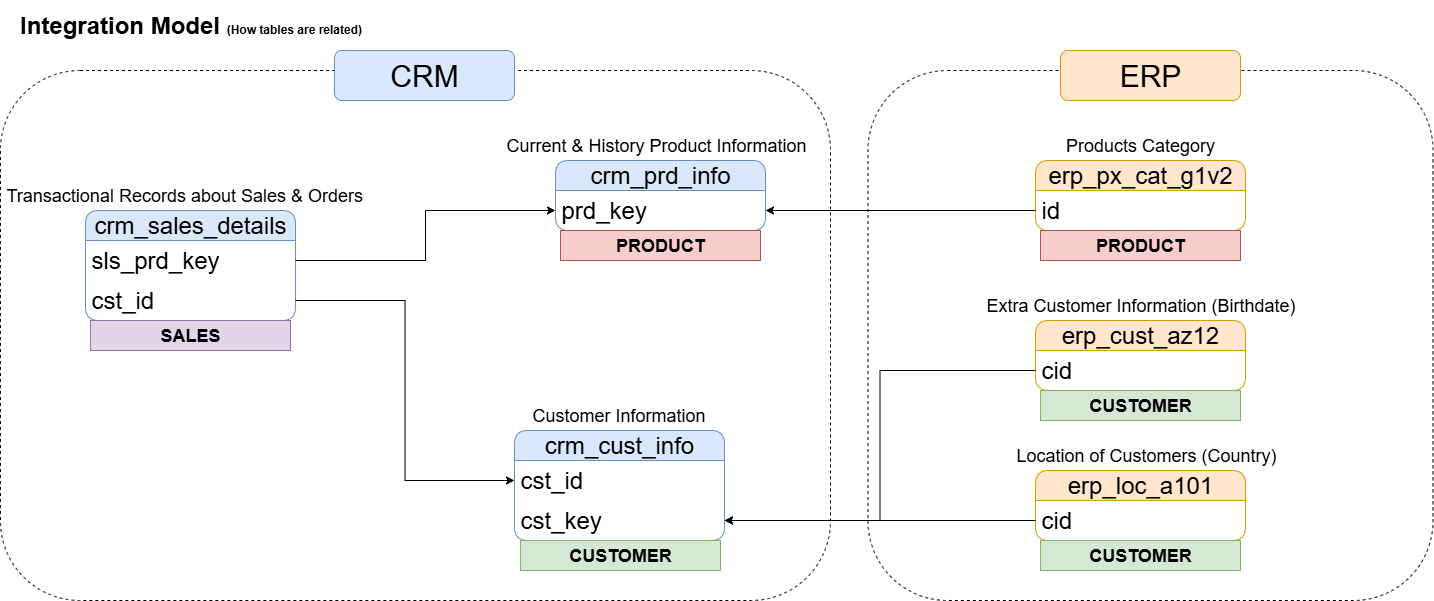 Integration Model (How tables are related)
CRM
Transactional Records about Sales & Orders
crm_sales_details
sls_prd_key
cst_id
SALES
Current & History Product Information
crm_prd_info
prd_key
PRODUCT
Customer Information
crm_cust_info
cst_id
cst_key
CUSTOMER
ERP
Products Category
erp_px_cat_g1v2
id
PRODUCT
Extra Customer Information (Birthdate)
erp_cust_az12
cid
CUSTOMER
Location of Customers (Country)
erp_loc_a101
cid
CUSTOMER